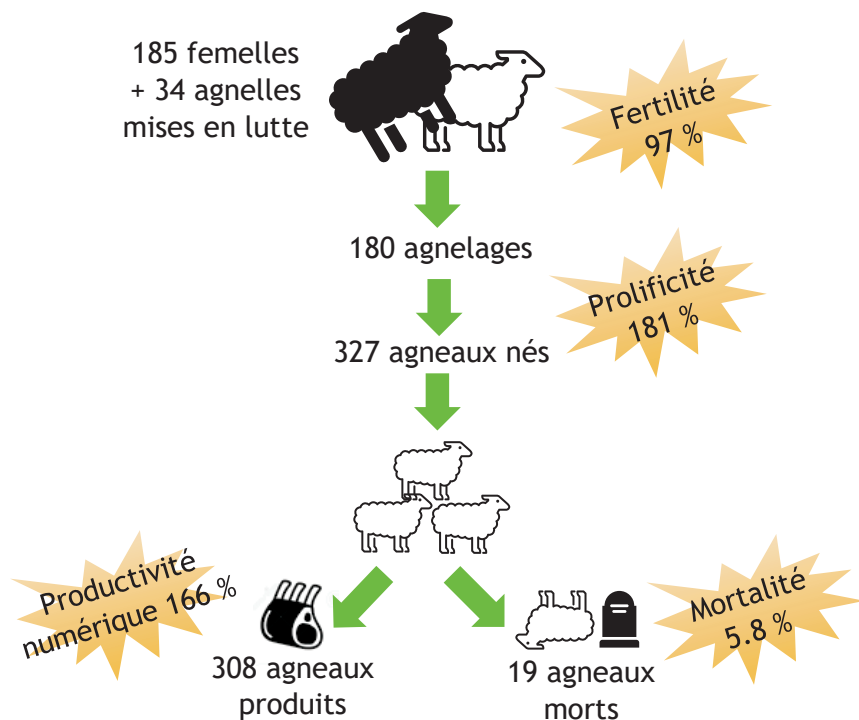 185 femelles
+ 34 agnelles
mises en lutte
Fertilité
97 %
180 agnelages
Prolificité
181 %
327 agneaux nés
Productivité
numérique 166 %
308 agneaux
produits
19 agneaux
morts
Mortalité
5.8 %